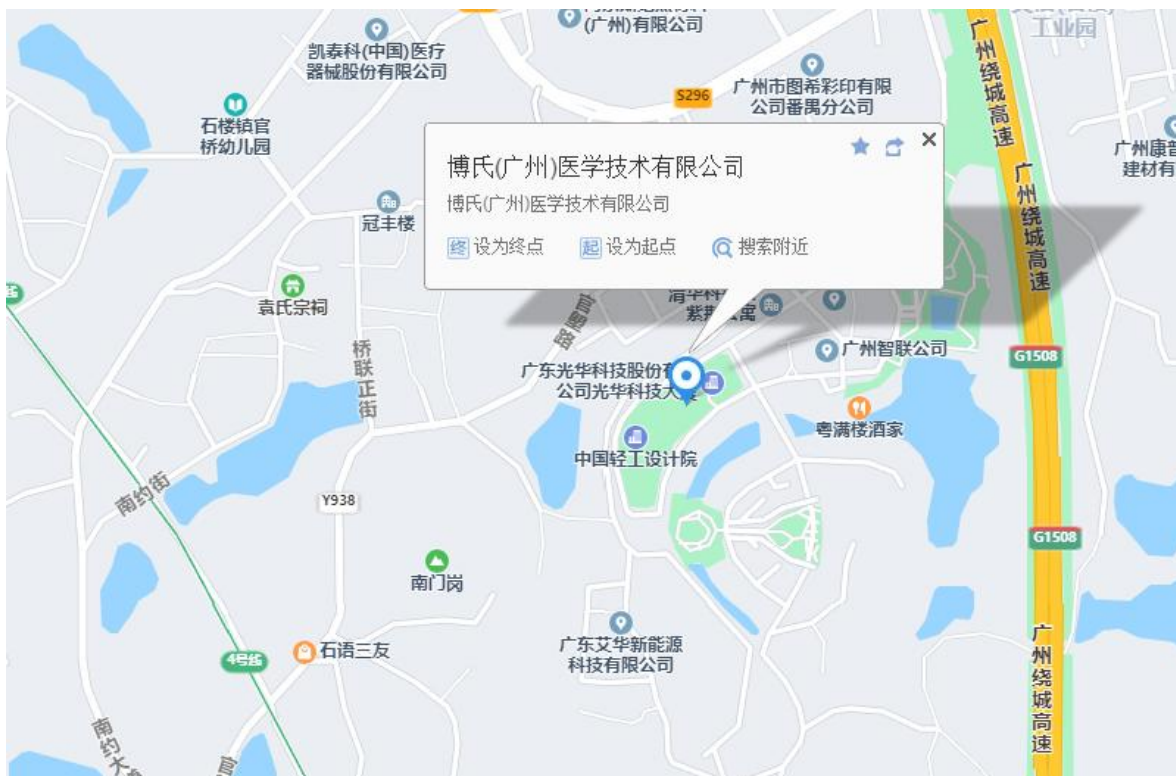 (广州)有限公司
工业园
凯泰科(中国)医疗
器械股份有限公司
广州绕城高速
S296
广州市图希彩印有限
公司番禺分公司
石楼镇官
桥幼儿园
博氏(广州)医学技术有限公司
博氏(广州)医学技术有限公司
终 设为终点
起 设为起点
搜索附近
广州康普
建材有
广州绕城高速
冠丰楼
袁氏宗祠
桥联正街
广州智联公司
G1508
广东光华科技股份有
公司光华科技大
粤满楼酒家
中国轻工设计院
南约街
Y938
G1508
南门岗
石语三友
4号线
广东艾华新能源
科技有限公司
广州绕城高速
南约大
官